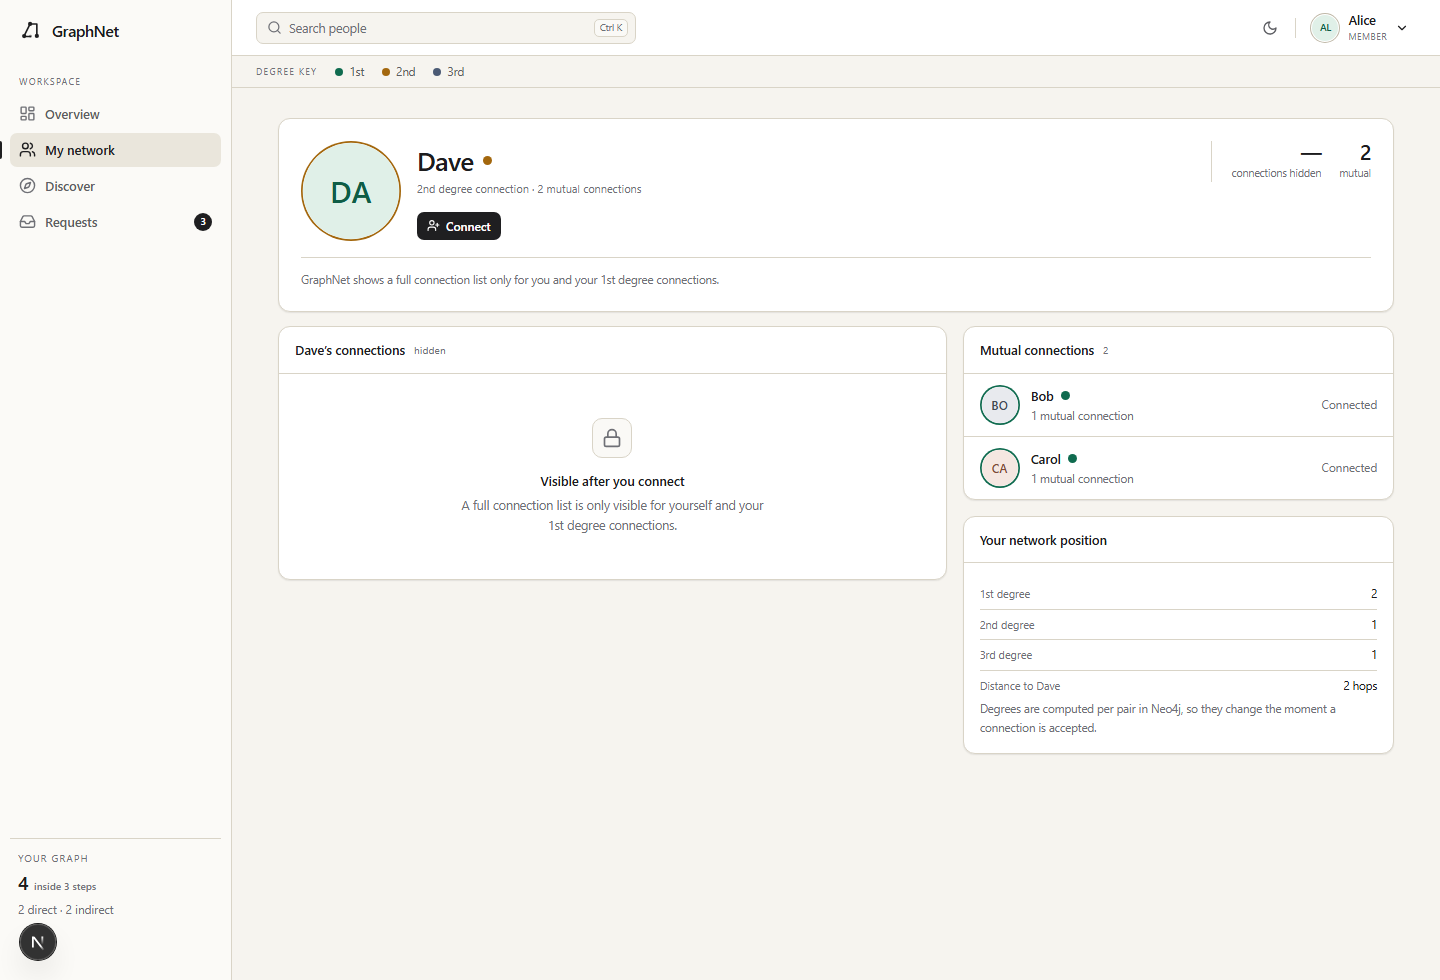 GraphNet
Search people
Ctrl K
AL
Alice
MEMBER
WORKSPACE
Overview
My network
Discover
Requests
3
DEGREE KEY
1st
2nd
3rd
DA
Dave
2nd degree connection · 2 mutual connections
Connect
—
connections hidden
2
mutual
GraphNet shows a full connection list only for you and your 1st degree connections.
Dave's connections hidden
Visible after you connect
A full connection list is only visible for yourself and your
1st degree connections.
Mutual connections 2
BO
Bob
1 mutual connection
Connected
CA
Carol
1 mutual connection
Connected
Your network position
1st degree 2
2nd degree 1
3rd degree 1
Distance to Dave 2 hops
Degrees are computed per pair in Neo4j, so they change the moment a
connection is accepted.
YOUR GRAPH
4 inside 3 steps
2 direct · 2 indirect
N